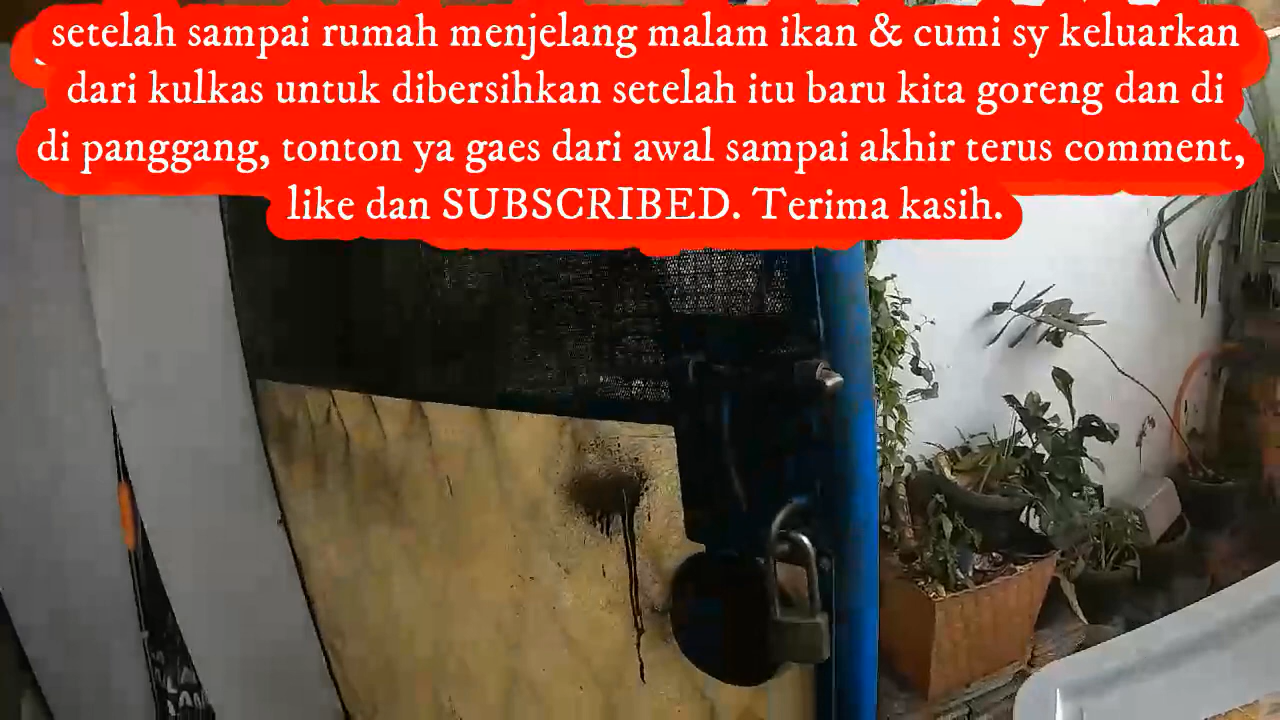 setelah sampai rumah menjelang malam ikan & cumi sy keluarkan
dari kulkas untuk dibersihkan setelah itu baru kita goreng dan di
di panggang, tonton ya gaes dari awal sampai akhir terus comment,
like dan SUBSCRIBED. Terima kasih.